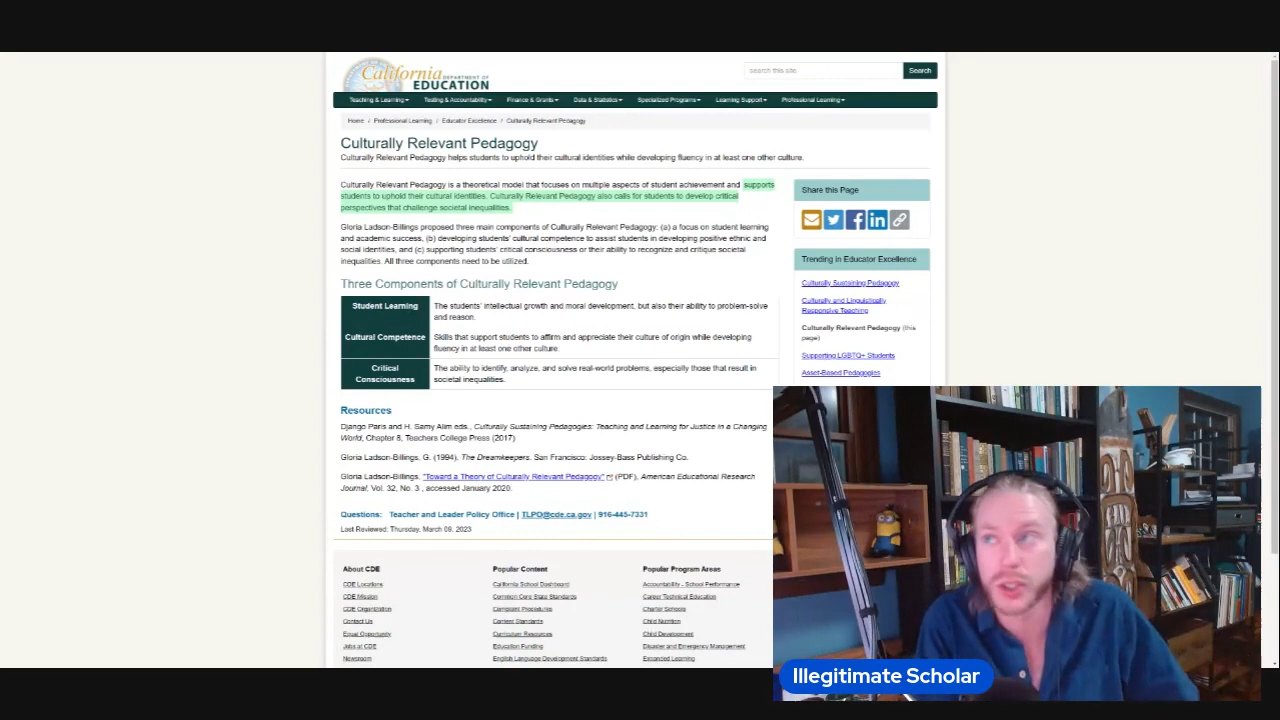 California DEPARTMENT OF
EDUCATION
search this site
Search
Teaching & Learning
Testing & Accountability
Finance & Grants
Data & Statistics
Specialized Programs
Learning Support
Professional Learning
Home / Professional Learning / Educator Excellence / Culturally Relevant Pedagogy
Culturally Relevant Pedagogy
Culturally Relevant Pedagogy helps students to uphold their cultural identities while developing fluency in at least one other culture.
Culturally Relevant Pedagogy is a theoretical model that focuses on multiple aspects of student achievement and supports
students to uphold their cultural identities. Culturally Relevant Pedagogy also calls for students to develop critical
perspectives that challenge societal inequalities.
Gloria Ladson-Billings proposed three main components of Culturally Relevant Pedagogy: (a) a focus on student learning
and academic success, (b) developing students' cultural competence to assist students in developing positive ethnic and
social identities, and (c) supporting students' critical consciousness or their ability to recognize and critique societal
inequalities. All three components need to be utilized.
Three Components of Culturally Relevant Pedagogy
Student Learning
The students' intellectual growth and moral development, but also their ability to problem-solve
and reason.
Cultural Competence
Skills that support students to affirm and appreciate their culture of origin while developing
fluency in at least one other culture.
Critical
Consciousness
The ability to identify, analyze, and solve real-world problems, especially those that result in
societal inequalities.
Resources
Django Paris and H. Samy Alim eds., Culturally Sustaining Pedagogies: Teaching and Learning for Justice in a Changing
World, Chapter 8, Teachers College Press (2017)
Gloria Ladson-Billings, G. (1994). The Dreamkeepers. San Francisco: Jossey-Bass Publishing Co.
Gloria Ladson-Billings, "Toward a Theory of Culturally Relevant Pedagogy" (PDF), American Educational Research
Journal, Vol. 32, No. 3 , accessed January 2020.
Questions: Teacher and Leader Policy Office | TLPO@cde.ca.gov | 916-445-7331
Last Reviewed: Thursday, March 09, 2023
Share this Page
Trending in Educator Excellence
Culturally Sustaining Pedagogy
Culturally and Linguistically
Responsive Teaching
Culturally Relevant Pedagogy (this
page)
Supporting LGBTQ+ Students
Asset-Based Pedagogies
About CDE
CDE Locations
CDE Mission
CDE Organization
Contact Us
Equal Opportunity
Jobs at CDE
Newsroom
Popular Content
California School Dashboard
Common Core State Standards
Complaint Procedures
Content Standards
Curriculum Resources
Education Funding
English Language Development Standards
Popular Program Areas
Accountability - School Performance
Career Technical Education
Charter Schools
Child Nutrition
Child Development
Disaster and Emergency Management
Expanded Learning
Illegitimate Scholar